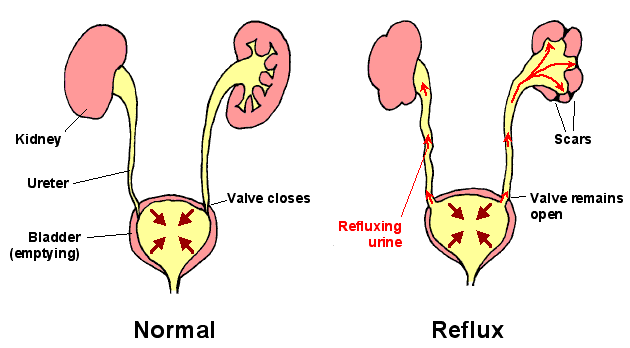 Kidney
Ureter
Bladder
(emptying)
Valve closes
Normal
Scars
Valve remains
open
Refluxing
urine
Reflux